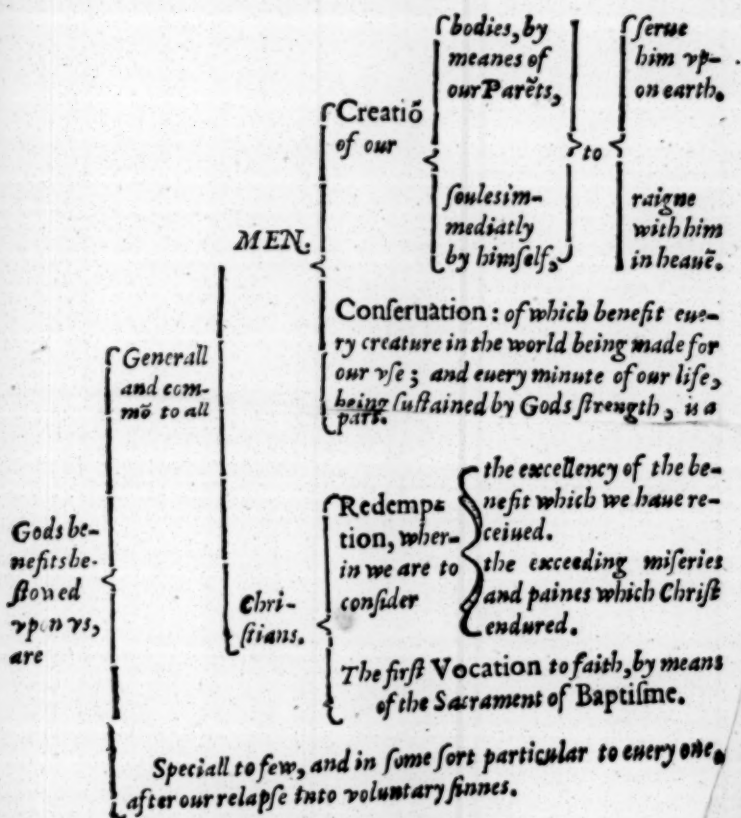 Gods be-
nefits be-
ſtowed
vpon vs,
are
Generall
and com-
mõ to all
MEN.
Creatiõ
of our
bodies, by
meanes of
our Parẽts,
ſoules im-
mediatly
by himſelf,
to
ſerue
him vp-
on earth.
raigne
with him
in heauẽ.
Conſeruation: of which benefit eue-
ry creature in the world being made for
our vſe; and euery minute of our life,
being ſuſtained by Gods ſtrength, is a
part.
Chri-
ſtians.
Redemp-
tion, wher-
in we are to
conſider
the excellency of the be-
nefit which we haue re-
ceiued.
the exceeding miſeries
and paines which Chriſt
endured.
The firſt Vocation to faith, by means
of the Sacrament of Baptiſme.
Speciall to few, and in ſome ſort particular to euery one,
after our relapſe into voluntary ſinnes.